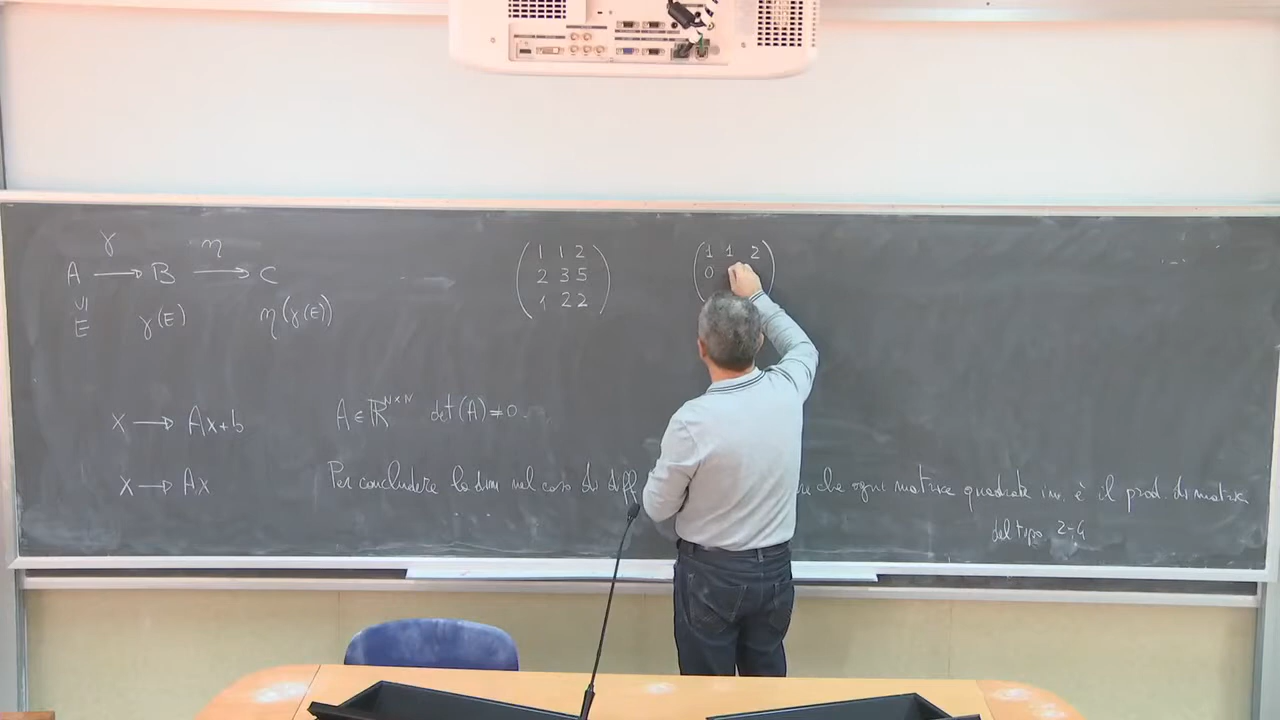 γ η
A → B → C
∪|
E γ(E) η(γ(E))
( 1 1 2
2 3 5
1 2 2 )
( 1 1 2
0
x → Ax+b A ∈ ℝ^{N×N} det(A) = 0.
x → Ax
Per concludere la dim nel caso di diff che ogni matrice quadrata inv. è il prod. di matrice
del tipo 2-4